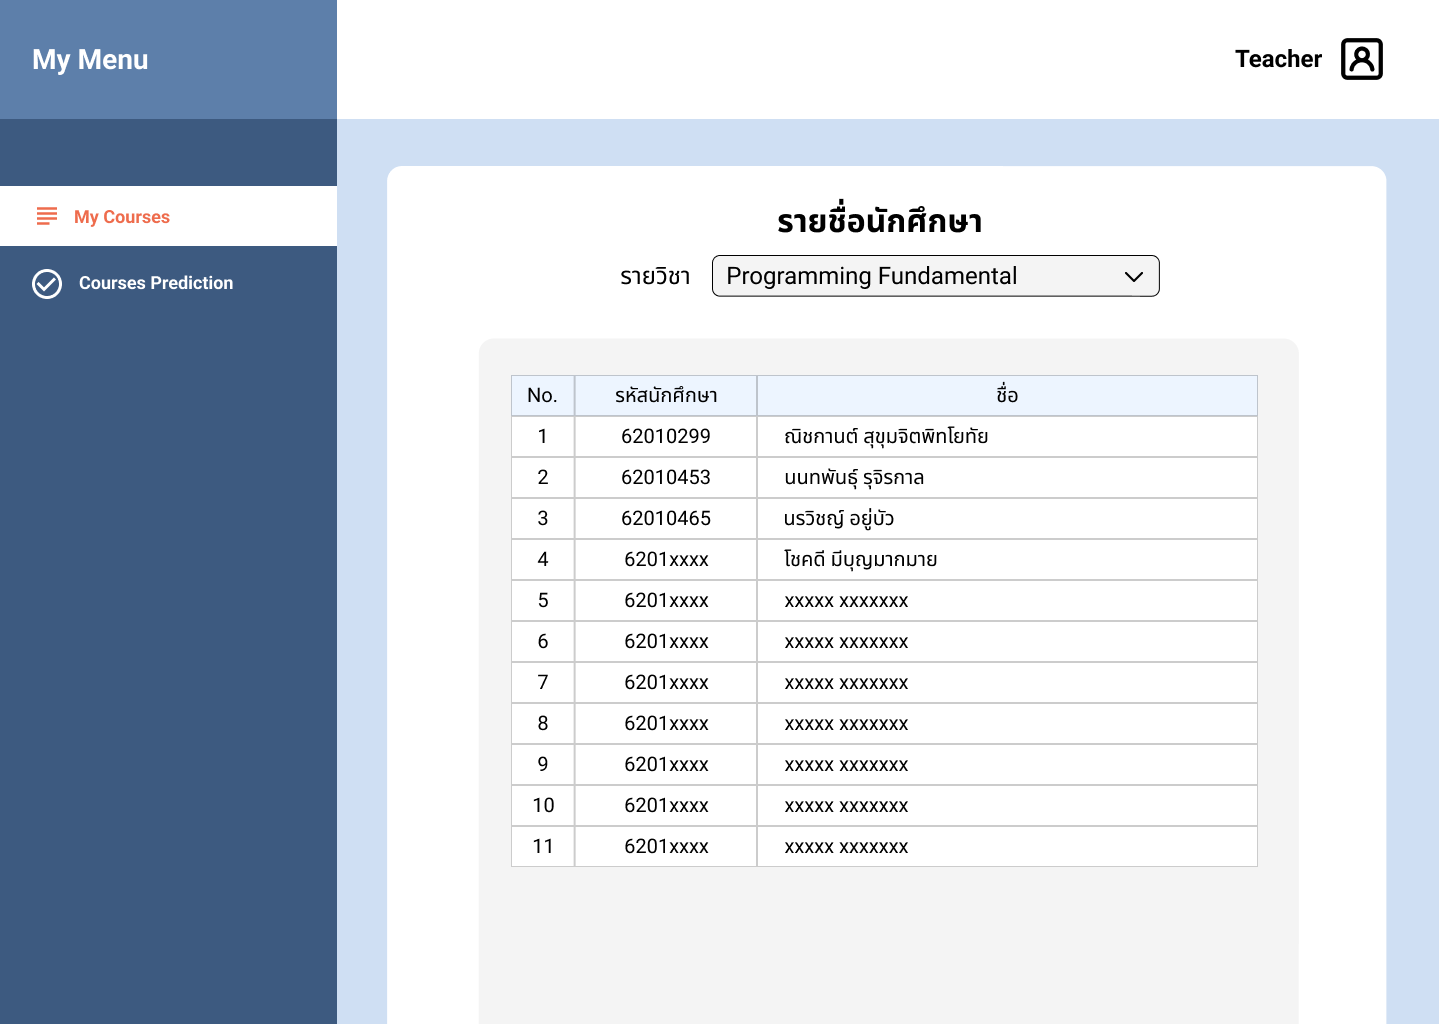 My Menu
Teacher
My Courses
Courses Prediction
รายชื่อนักศึกษา
รายวิชา Programming Fundamental
No. รหัสนักศึกษา ชื่อ
1 62010299 ณิชกานต์ สุขุมจิตพิทโยทัย
2 62010453 นนทพันธุ์ รุจิรกาล
3 62010465 นรวิชญ์ อยู่บัว
4 6201xxxx โชคดี มีบุญมากมาย
5 6201xxxx xxxxx xxxxxxx
6 6201xxxx xxxxx xxxxxxx
7 6201xxxx xxxxx xxxxxxx
8 6201xxxx xxxxx xxxxxxx
9 6201xxxx xxxxx xxxxxxx
10 6201xxxx xxxxx xxxxxxx
11 6201xxxx xxxxx xxxxxxx